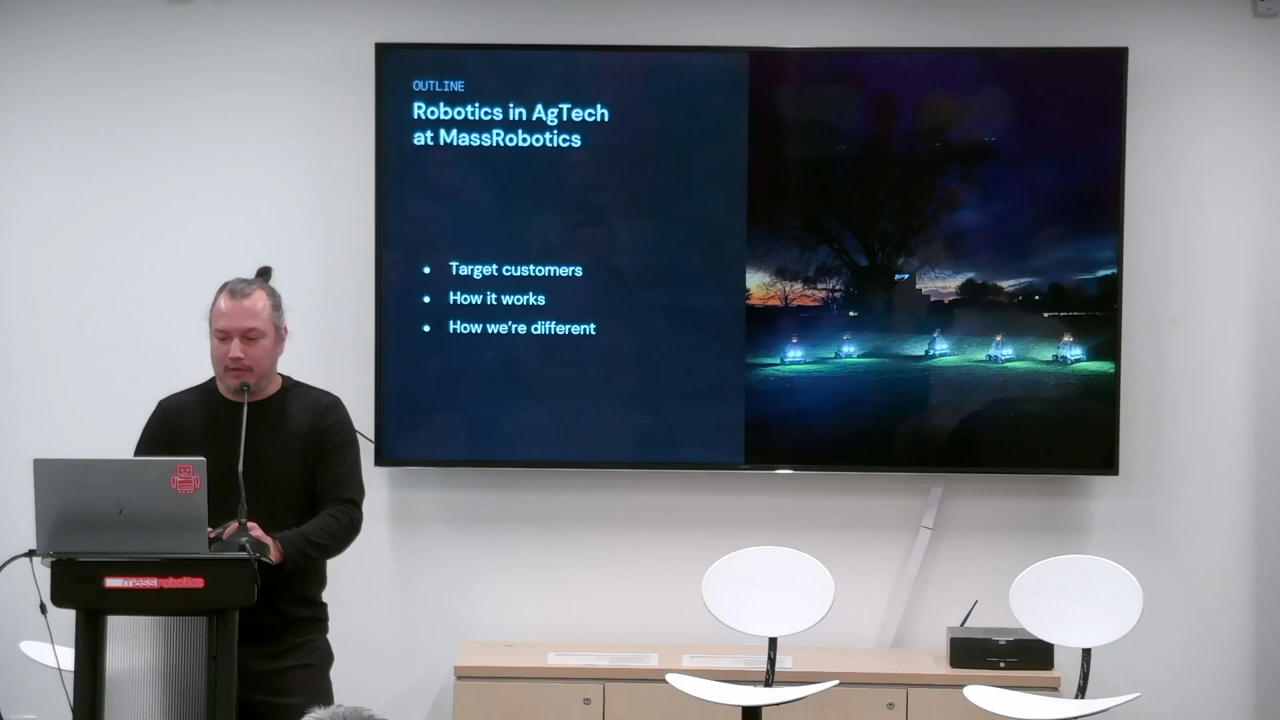 OUTLINE
Robotics in AgTech
at MassRobotics
Target customers
How it works
How we're different
massrobotics